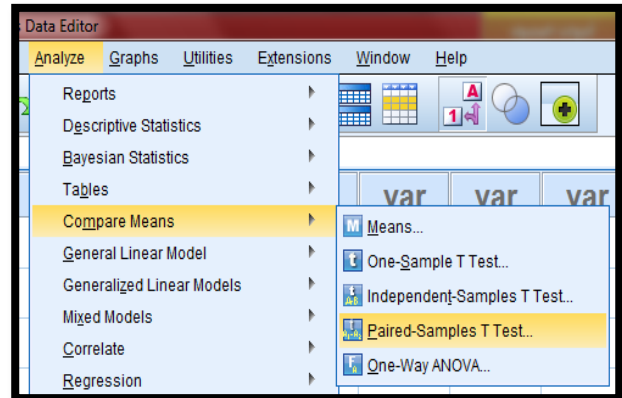 Data Editor
Analyze Graphs Utilities Extensions Window Help
Reports
Descriptive Statistics
Bayesian Statistics
Tables
Compare Means
General Linear Model
Generalized Linear Models
Mixed Models
Correlate
Regression
A
1
var var var
M Means...
t One-Sample T Test...
Independent-Samples T Test...
Paired-Samples T Test...
One-Way ANOVA...